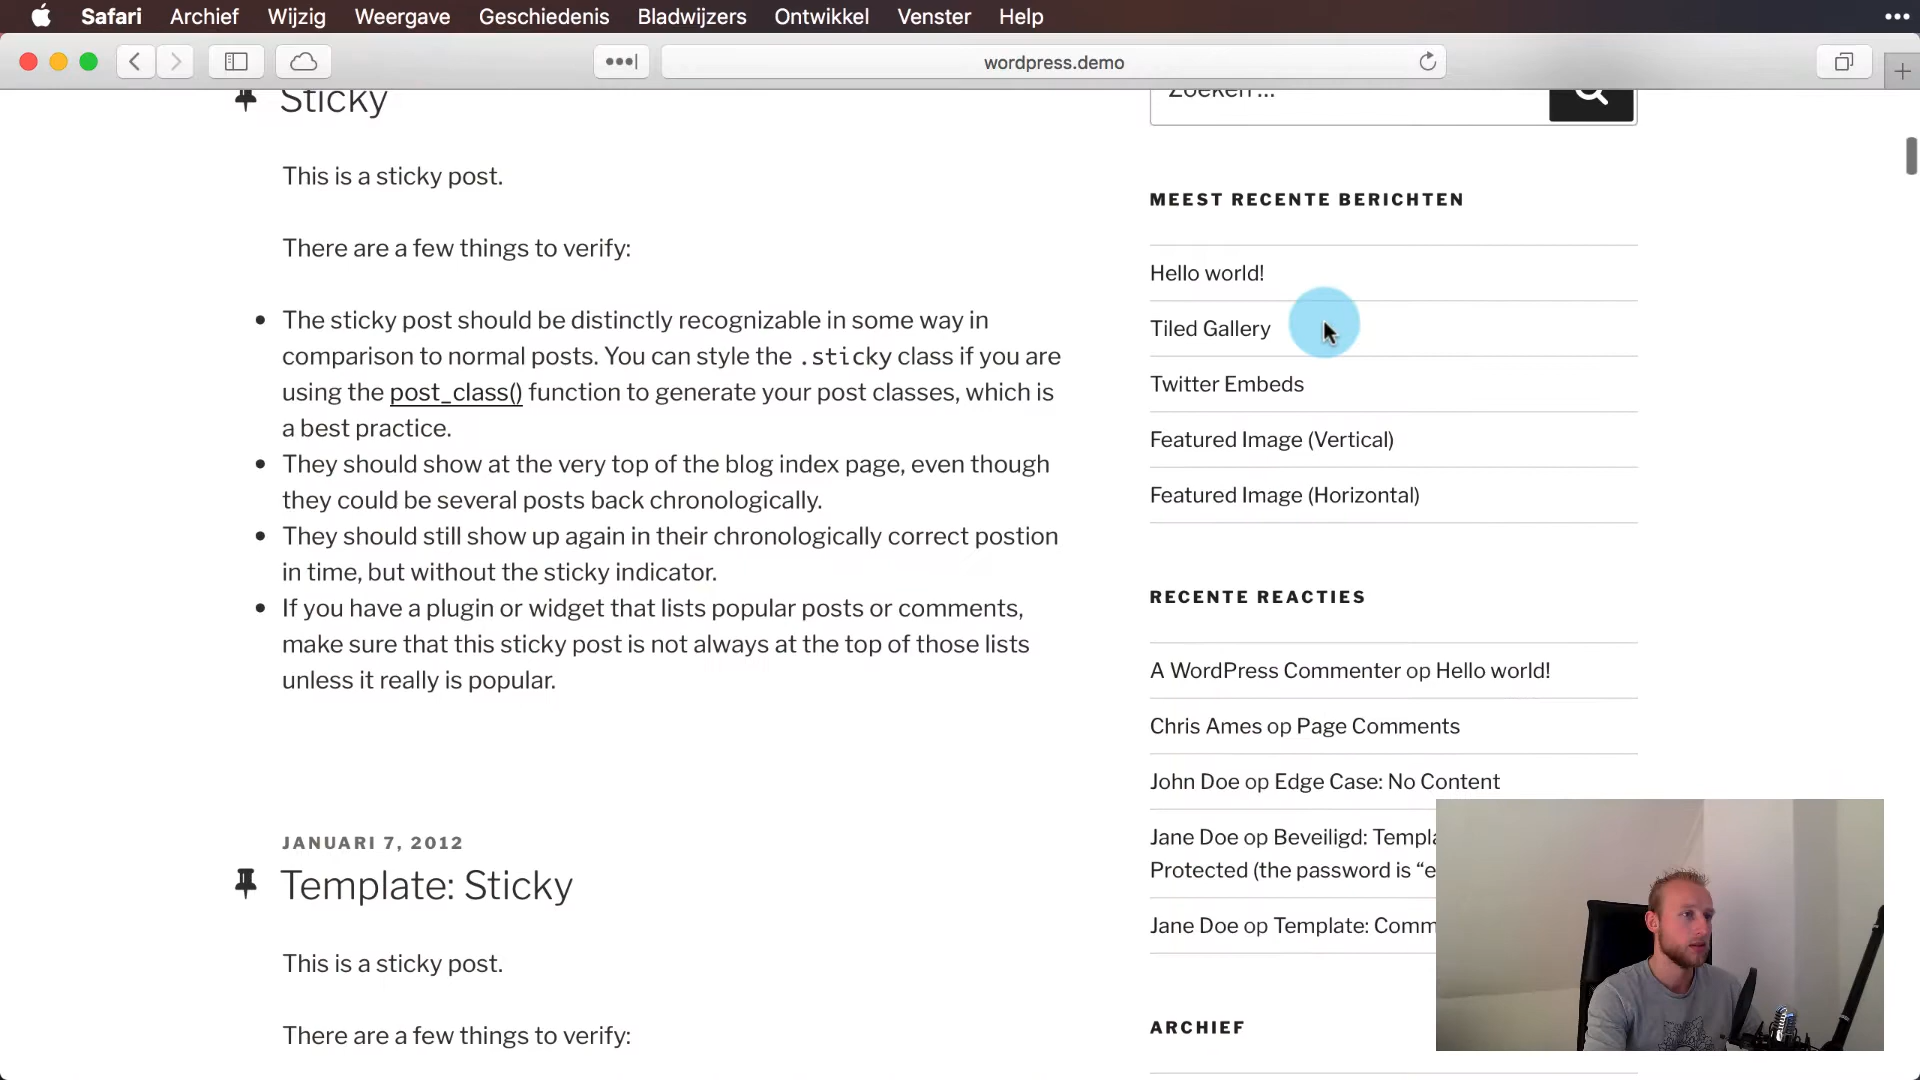 Safari Archief Wijzig Weergave Geschiedenis Bladwijzers Ontwikkel Venster Help
wordpress.demo
Sticky
This is a sticky post.
There are a few things to verify:
The sticky post should be distinctly recognizable in some way in
comparison to normal posts. You can style the .sticky class if you are
using the post_class() function to generate your post classes, which is
a best practice.
They should show at the very top of the blog index page, even though
they could be several posts back chronologically.
They should still show up again in their chronologically correct postion
in time, but without the sticky indicator.
If you have a plugin or widget that lists popular posts or comments,
make sure that this sticky post is not always at the top of those lists
unless it really is popular.
JANUARI 7, 2012
Template: Sticky
This is a sticky post.
There are a few things to verify:
Zoeken ...
MEEST RECENTE BERICHTEN
Hello world!
Tiled Gallery
Twitter Embeds
Featured Image (Vertical)
Featured Image (Horizontal)
RECENTE REACTIES
A WordPress Commenter op Hello world!
Chris Ames op Page Comments
John Doe op Edge Case: No Content
Jane Doe op Beveiligd: Templa
Protected (the password is “e
Jane Doe op Template: Comm
ARCHIEF